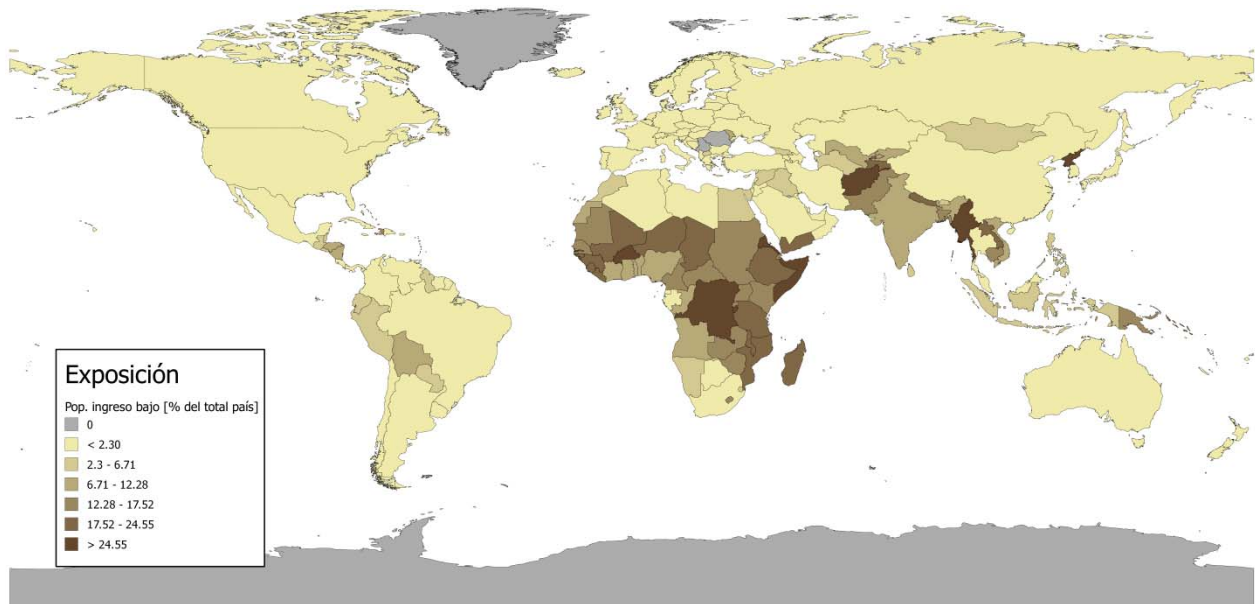 Exposición
Pop. ingreso bajo [% del total país]
0
< 2.30
2.3 - 6.71
6.71 - 12.28
12.28 - 17.52
17.52 - 24.55
> 24.55